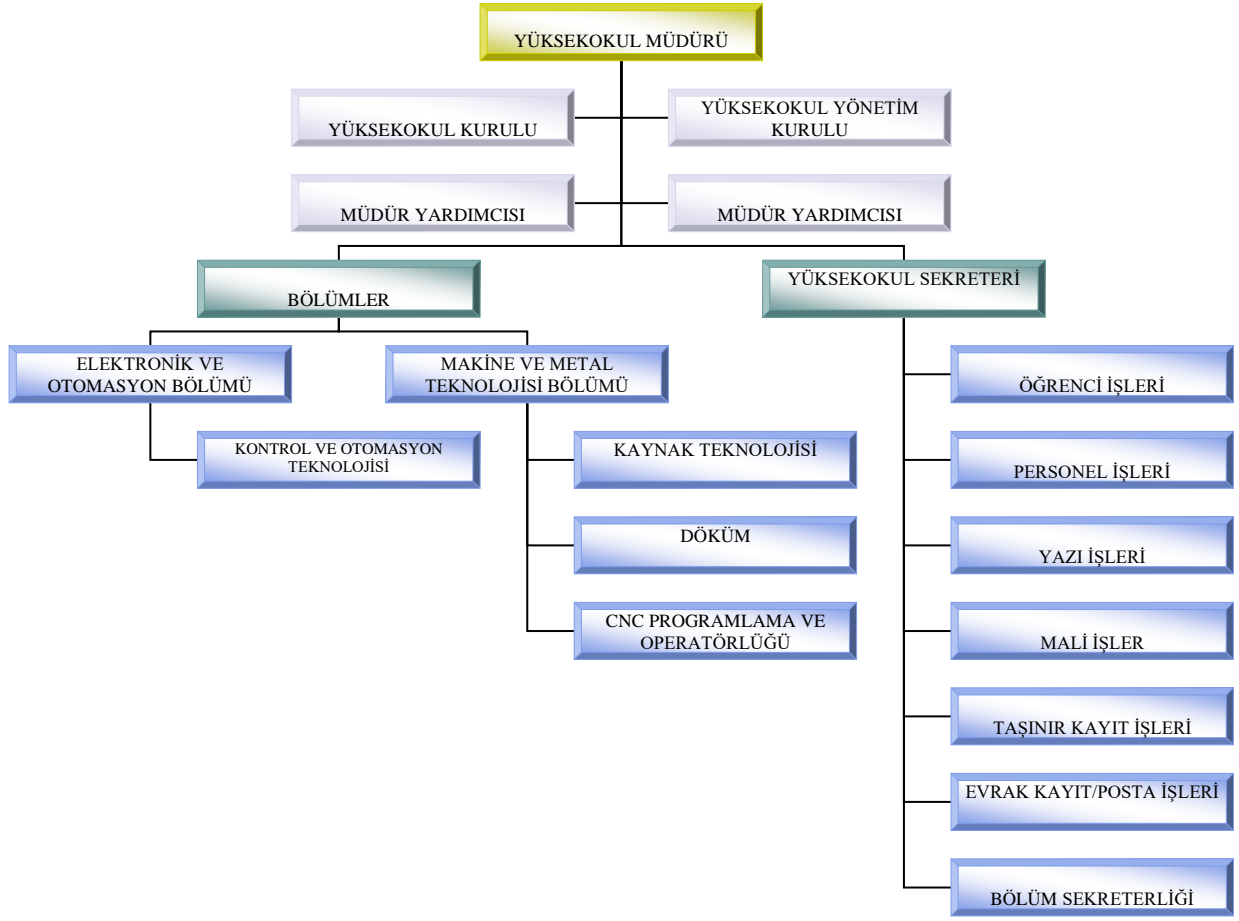 YÜKSEKOKUL MÜDÜRÜ
YÜKSEKOKUL KURULU
YÜKSEKOKUL YÖNETİM
KURULU
MÜDÜR YARDIMCISI
MÜDÜR YARDIMCISI
BÖLÜMLER
YÜKSEKOKUL SEKRETERİ
ELEKTRONİK VE
OTOMASYON BÖLÜMÜ
MAKİNE VE METAL
TEKNOLOJİSİ BÖLÜMÜ
KONTROL VE OTOMASYON
TEKNOLOJİSİ
KAYNAK TEKNOLOJİSİ
DÖKÜM
CNC PROGRAMLAMA VE
OPERATÖRLÜĞÜ
ÖĞRENCİ İŞLERİ
PERSONEL İŞLERİ
YAZI İŞLERİ
MALİ İŞLER
TAŞINIR KAYIT İŞLERİ
EVRAK KAYIT/POSTA İŞLERİ
BÖLÜM SEKRETERLİĞİ